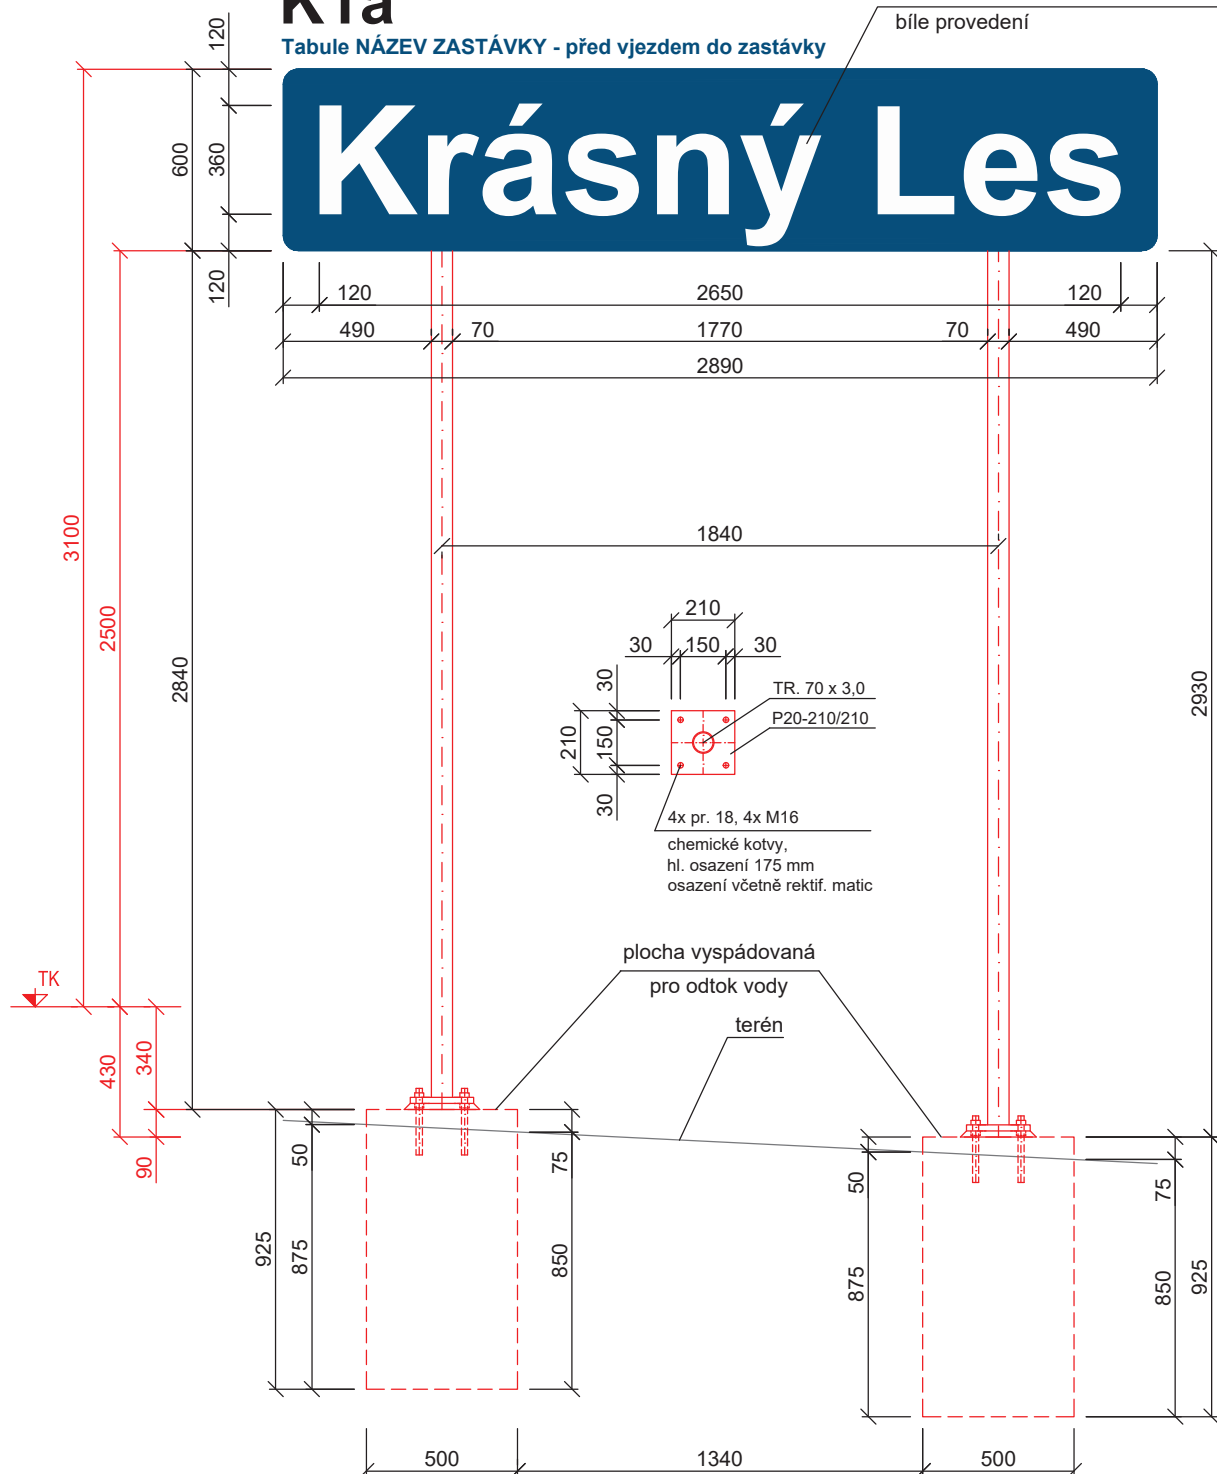 K1a
bíle provedení
Tabule NÁZEV ZASTÁVKY - před vjezdem do zastávky
Krásný Les
120
600
360
120
120 2650 120
490 70 1770 70 490
2890
3100
2500
2840
1840
2930
210
30 150 30
30
210
150
30
TR. 70 x 3,0
P20-210/210
4x pr. 18, 4x M16
chemické kotvy,
hl. osazení 175 mm
osazení včetně rektif. matic
plocha vyspádovaná
pro odtok vody
terén
TK
430
340
90
50
75
925
875
850
50
75
875
850
925
500 1340 500